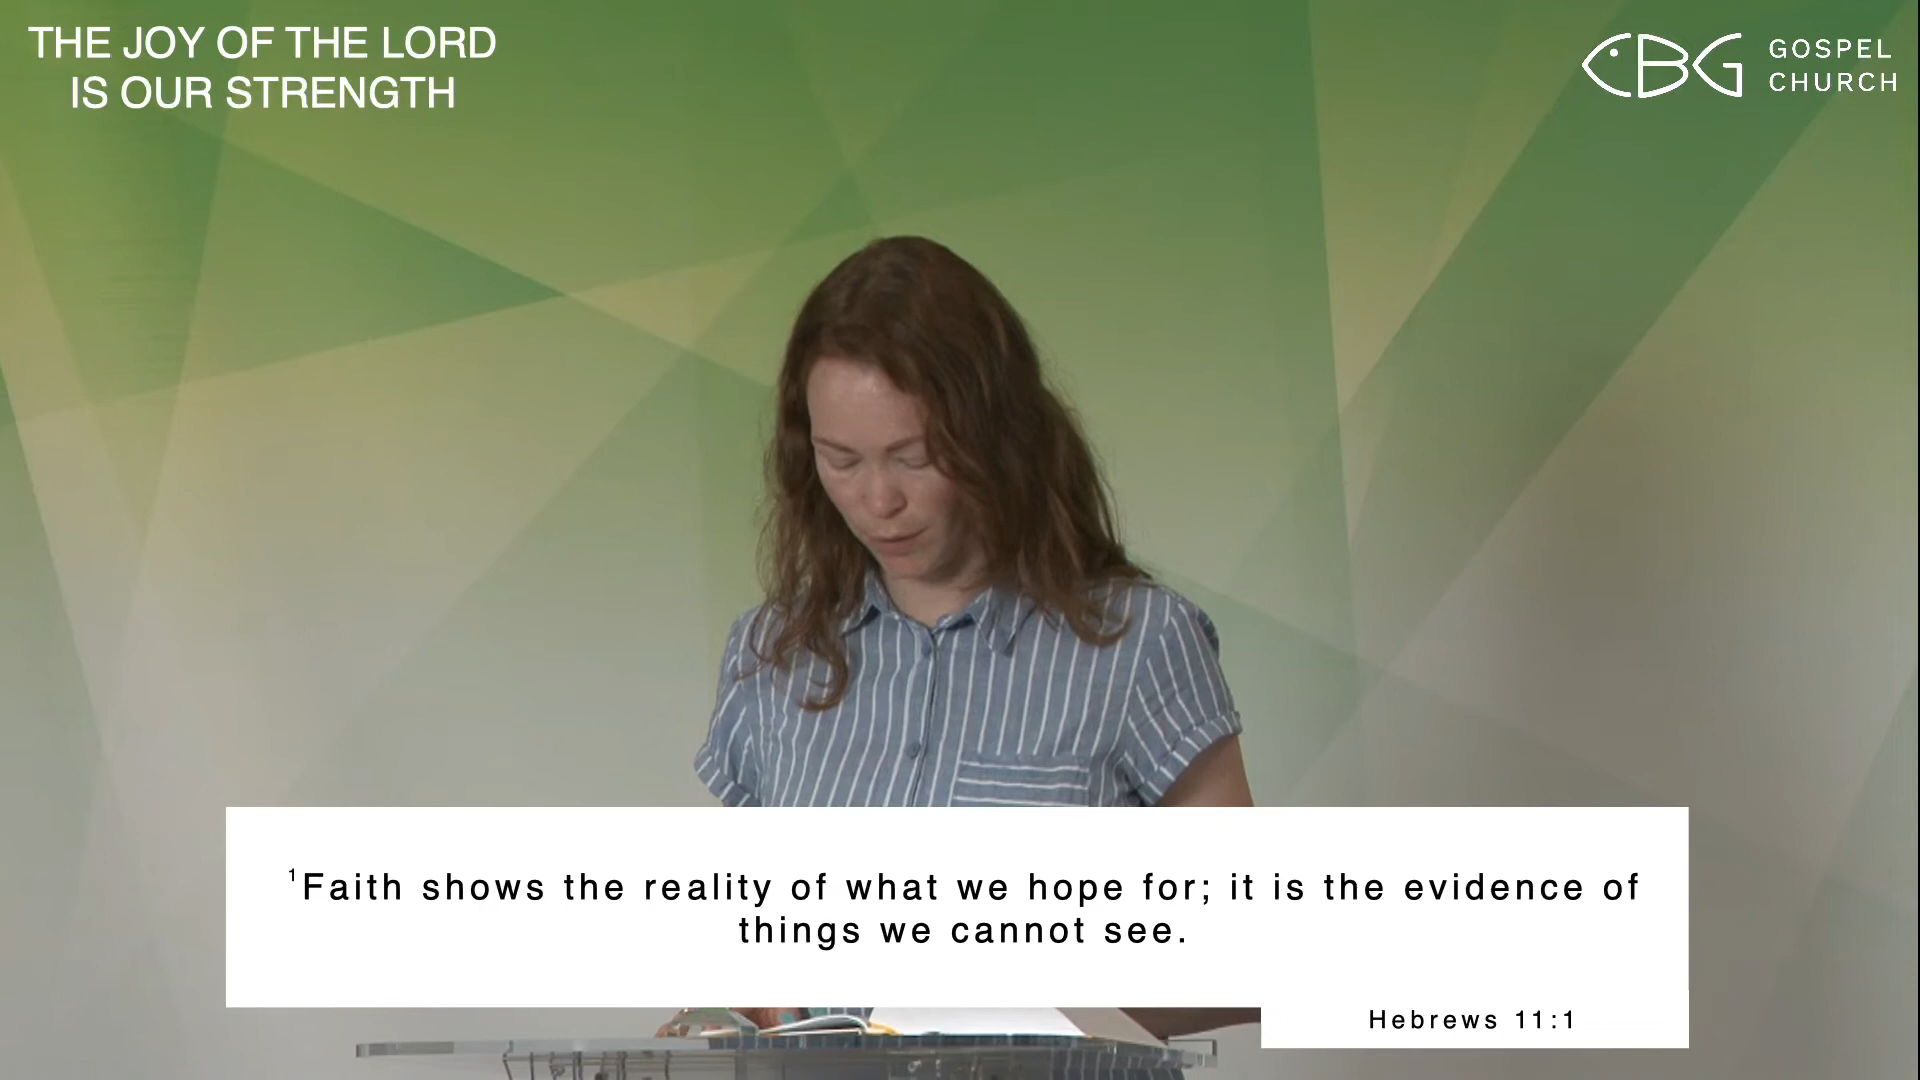 THE JOY OF THE LORD
IS OUR STRENGTH
CBG
GOSPEL
CHURCH
¹Faith shows the reality of what we hope for; it is the evidence of
things we cannot see.
Hebrews 11:1